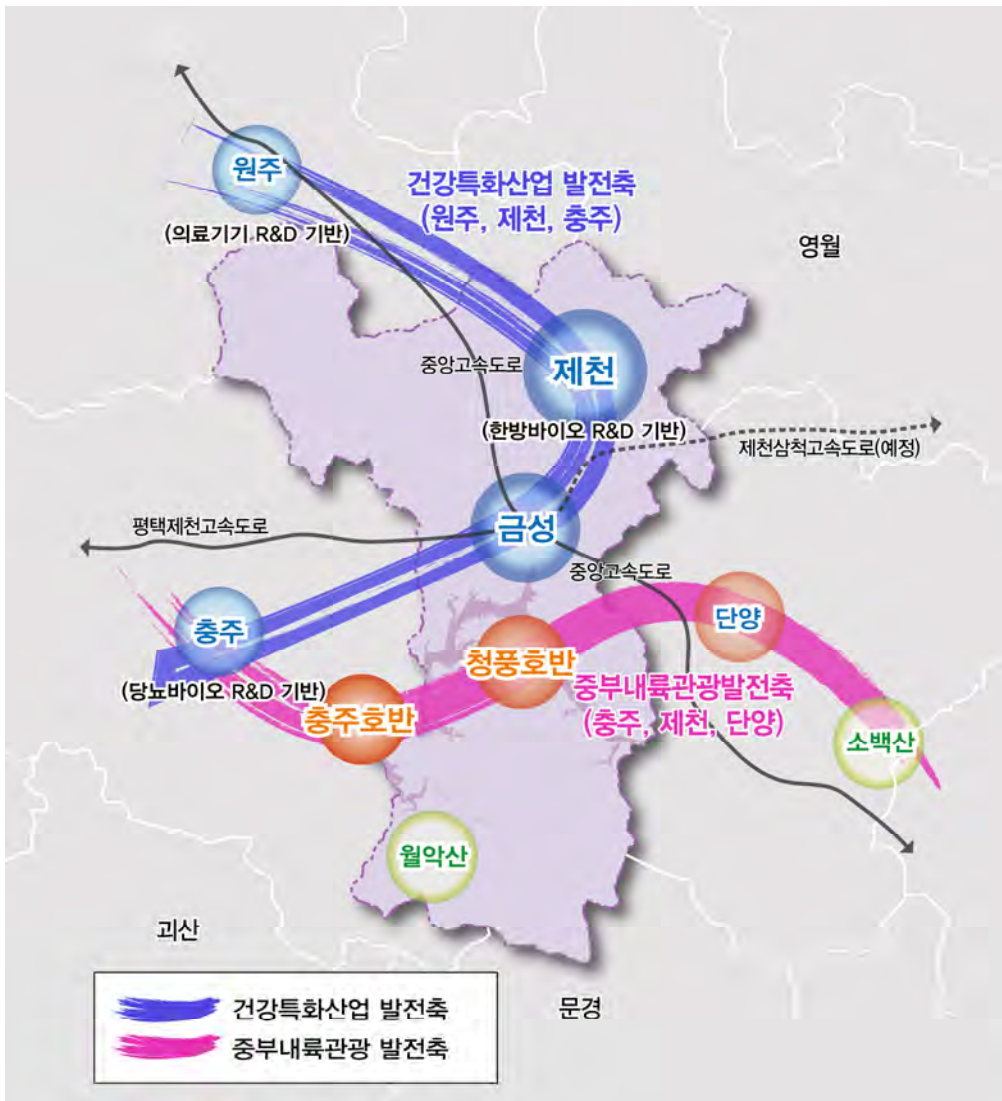 원주
(의료기기 R&D 기반)
건강특화산업 발전축
(원주, 제천, 충주)
영월
중앙고속도로
제천
(한방바이오 R&D 기반)
제천삼척고속도로(예정)
금성
평택제천고속도로
중앙고속도로
충주
(당뇨바이오 R&D 기반)
단양
청풍호반
충주호반
중부내륙관광발전축
(충주, 제천, 단양)
소백산
월악산
괴산
문경
건강특화산업 발전축
중부내륙관광 발전축